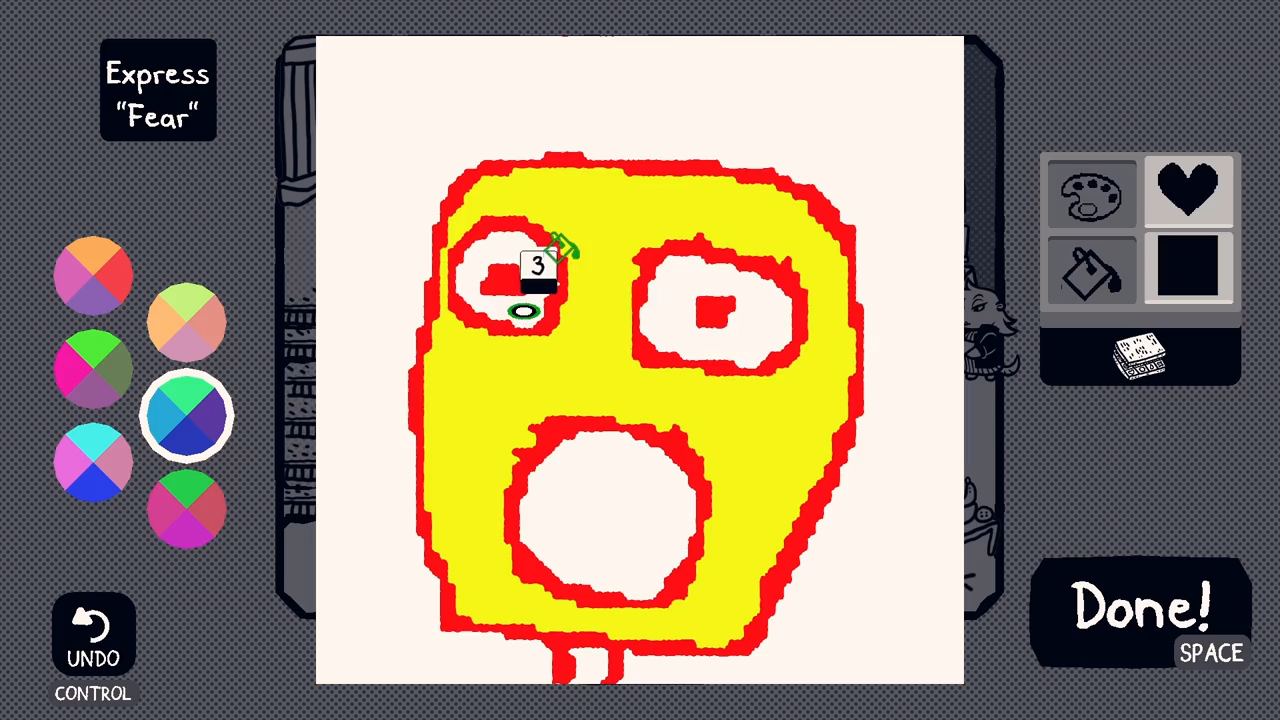 Express
"Fear"
3
UNDO
CONTROL
Done!
SPACE